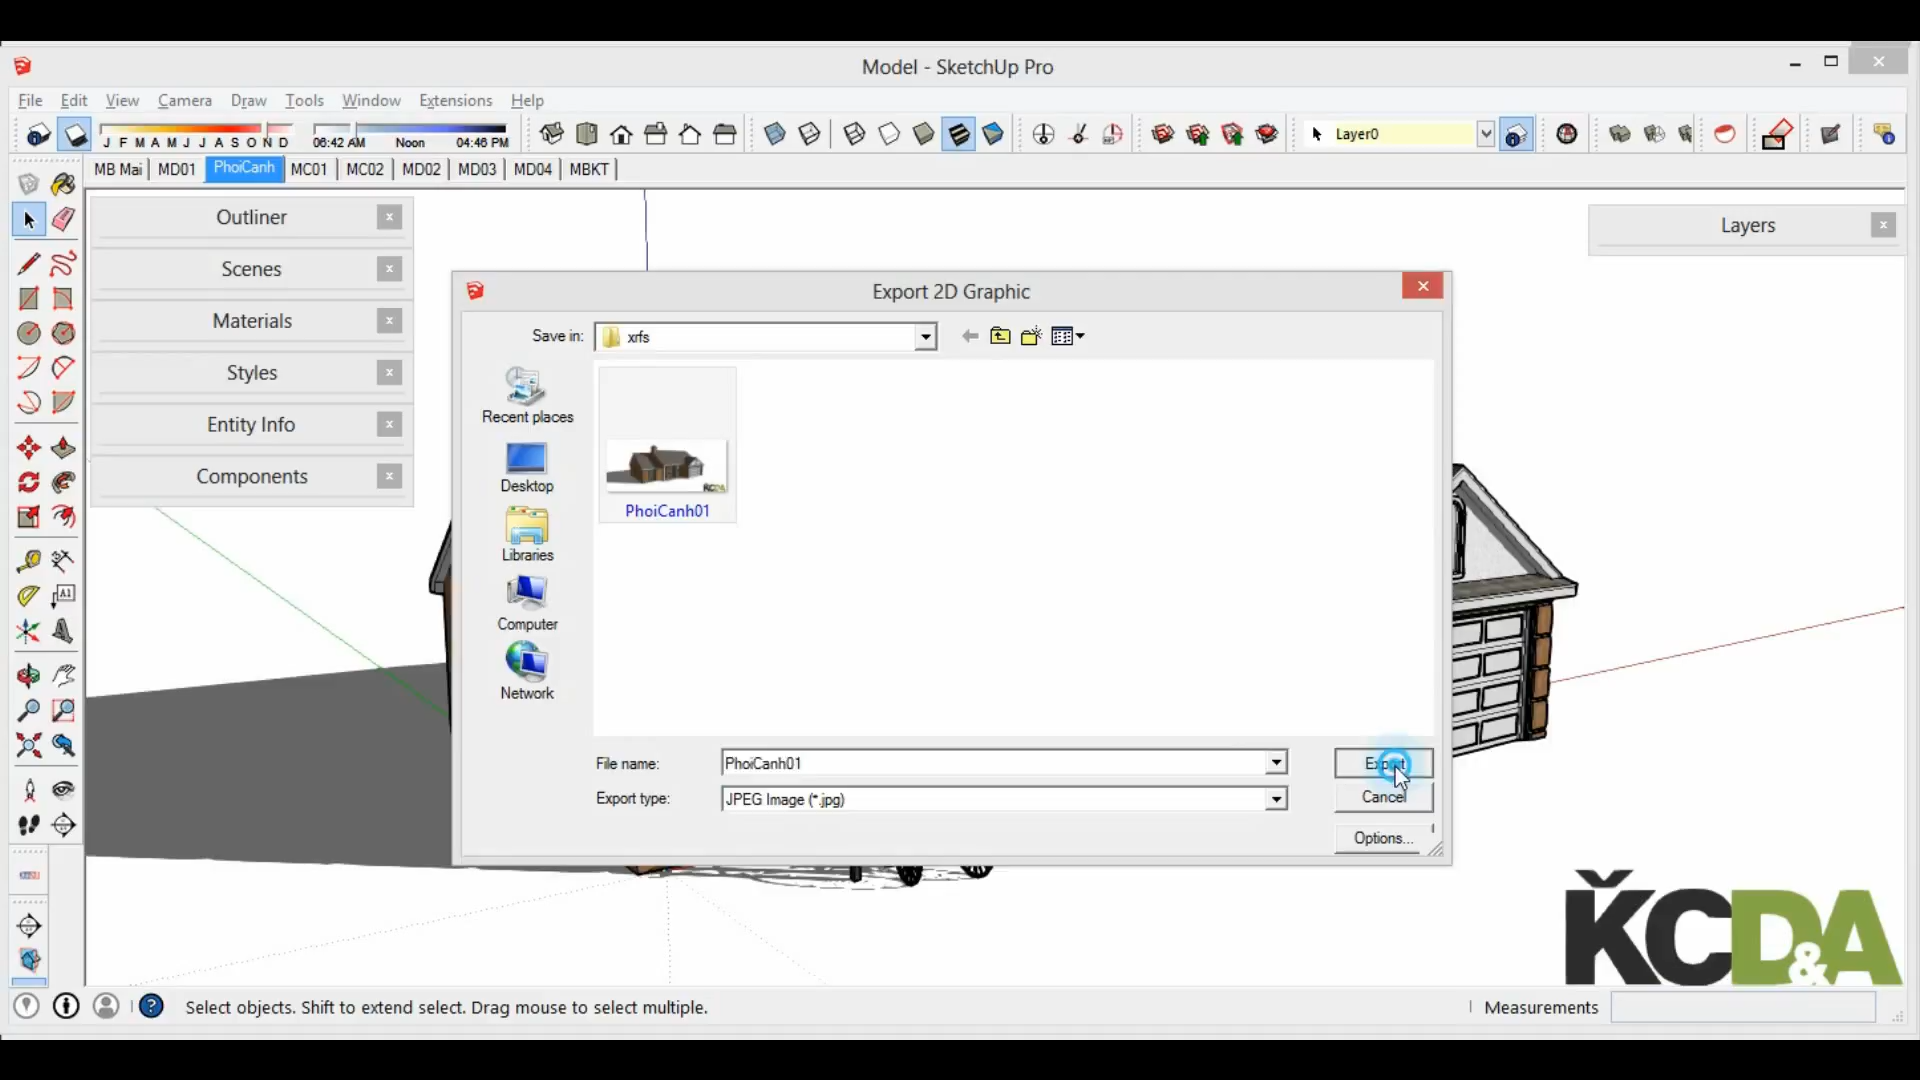 Model - SketchUp Pro
File Edit View Camera Draw Tools Window Extensions Help
J F M A M J J A S O N D 06:42 AM Noon 04:46 PM Layer0
MB Mai MD01 PhoiCanh MC01 MC02 MD02 MD03 MD04 MBKT
Outliner
Scenes
Materials
Styles
Entity Info
Components
Layers
Export 2D Graphic
Save in: xrfs
Recent places
Desktop
Libraries
Computer
Network
KCDA
PhoiCanh01
File name: PhoiCanh01 Export
Export type: JPEG Image (*.jpg) Cancel
Options...
A1
KCD&A
Select objects. Shift to extend select. Drag mouse to select multiple. Measurements